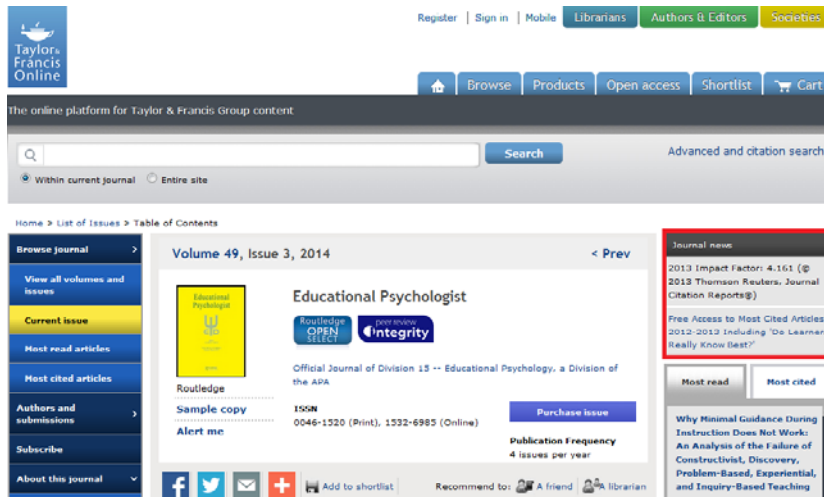 Register | Sign in | Mobile Librarians Authors & Editors Societies
Taylor&
Francis
Online
Browse Products Open access Shortlist Cart
The online platform for Taylor & Francis Group content
Search Advanced and citation search
Within current journal Entire site
Home > List of Issues > Table of Contents
Browse journal >
View all volumes and
issues
Current issue
Most read articles
Most cited articles
Authors and
submissions >
Subscribe
About this journal
Volume 49, Issue 3, 2014 < Prev
Educational
Psychologist
Routledge
Sample copy
Alert me
Educational Psychologist
Routledge
OPEN
SELECT
peer review
integrity
Official Journal of Division 15 -- Educational Psychology, a Division of
the APA
ISSN
0046-1520 (Print), 1532-6985 (Online)
Purchase issue
Publication Frequency
4 issues per year
Add to shortlist Recommend to: A friend A librarian
Journal news
2013 Impact Factor: 4.161 (©
2013 Thomson Reuters, Journal
Citation Reports®)
Free Access to Most Cited Articles
2012-2013 Including 'Do Learner
Really Know Best?'
Most read Most cited
Why Minimal Guidance During
Instruction Does Not Work:
An Analysis of the Failure of
Constructivist, Discovery,
Problem-Based, Experiential,
and Inquiry-Based Teaching